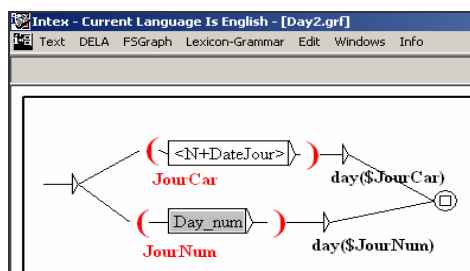 Intex - Current Language Is English - [Day2.grf]
Text DELA FSGraph Lexicon-Grammar Edit Windows Info
<N+DateJour>
JourCar
day($JourCar)
Day_num
JourNum
day($JourNum)